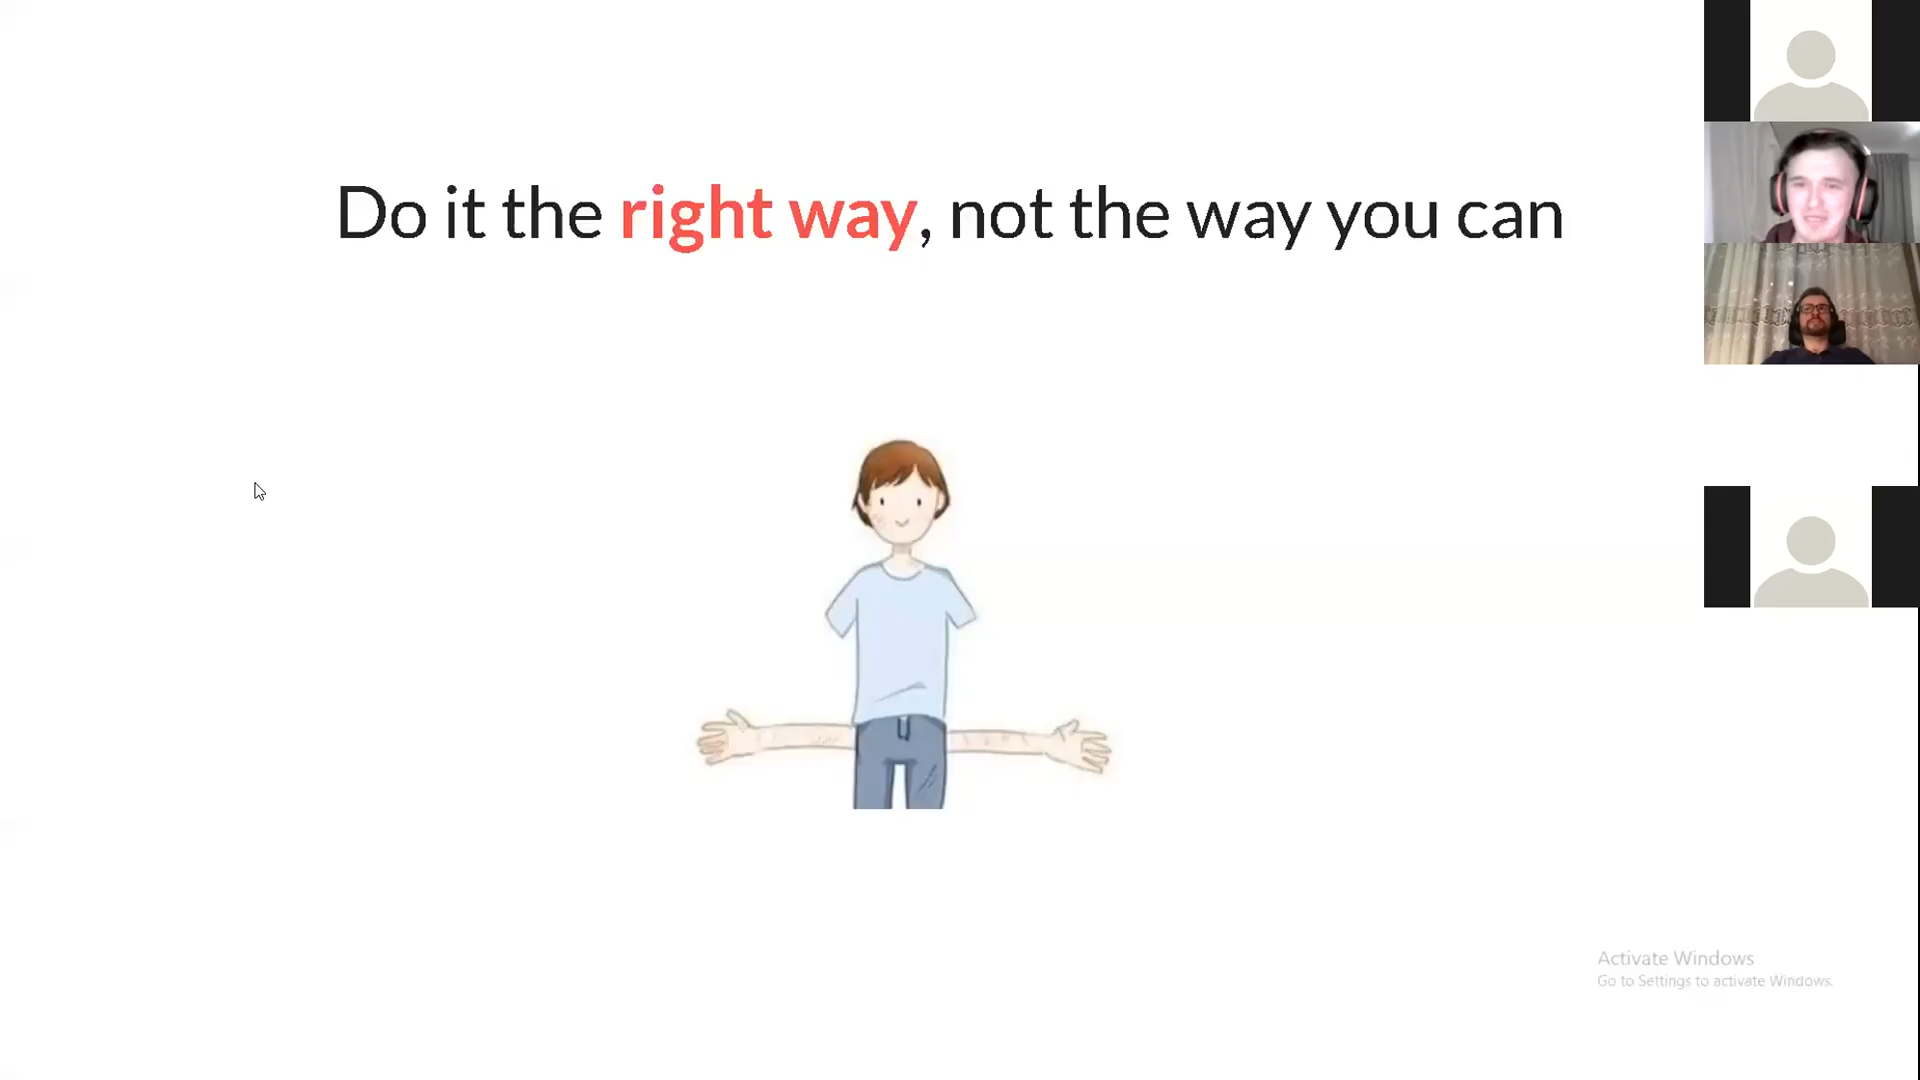 Do it the right way, not the way you can
Activate Windows
Go to Settings to activate Windows.